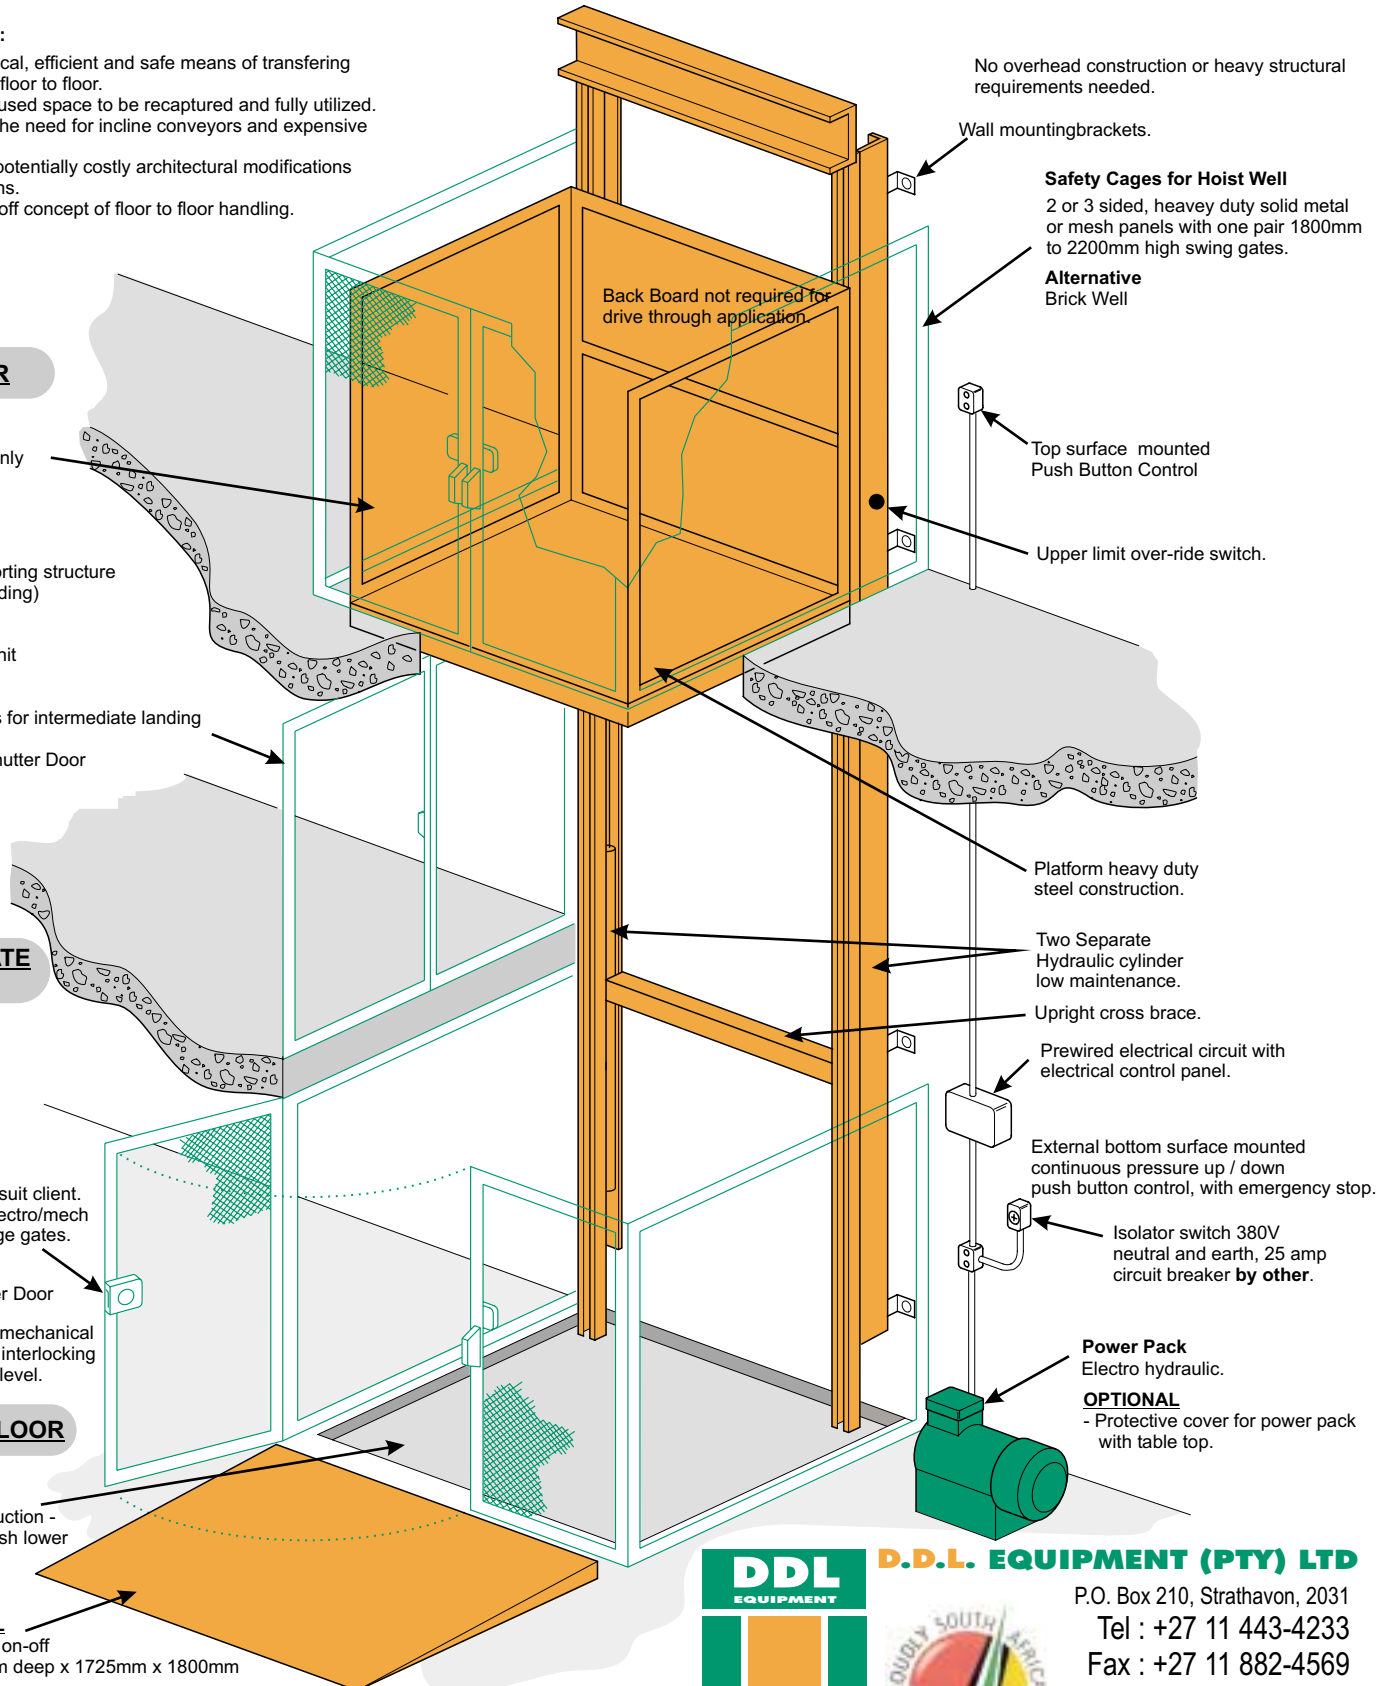 :
cal, efficient and safe means of transfering
floor to floor.
used space to be recaptured and fully utilized.
he need for incline conveyors and expensive
potentially costly architectural modifications
ns.
off concept of floor to floor handling.
No overhead construction or heavy structural
requirements needed.
Wall mountingbrackets.
Safety Cages for Hoist Well
2 or 3 sided, heavey duty solid metal
or mesh panels with one pair 1800mm
to 2200mm high swing gates.
Alternative
Brick Well
Back Board not required for
drive through application.
R
nly
Top surface mounted
Push Button Control
Upper limit over-ride switch.
orting structure
ding)
nit
s for intermediate landing
hutter Door
Platform heavy duty
steel construction.
Two Separate
Hydraulic cylinder
low maintenance.
ATE
Upright cross brace.
Prewired electrical circuit with
electrical control panel.
External bottom surface mounted
continuous pressure up / down
push button control, with emergency stop.
suit client.
ectro/mech
ge gates.
Isolator switch 380V
neutral and earth, 25 amp
circuit breaker by other.
er Door
mechanical
interlocking
level.
Power Pack
Electro hydraulic.
OPTIONAL
- Protective cover for power pack
with table top.
LOOR
uction -
sh lower
L
on-off
m deep x 1725mm x 1800mm
DDL
EQUIPMENT
D.D.L. EQUIPMENT (PTY) LTD
P.O. Box 210, Strathavon, 2031
Tel : +27 11 443-4233
Fax : +27 11 882-4569
OUDLY SOUTH AFRICA